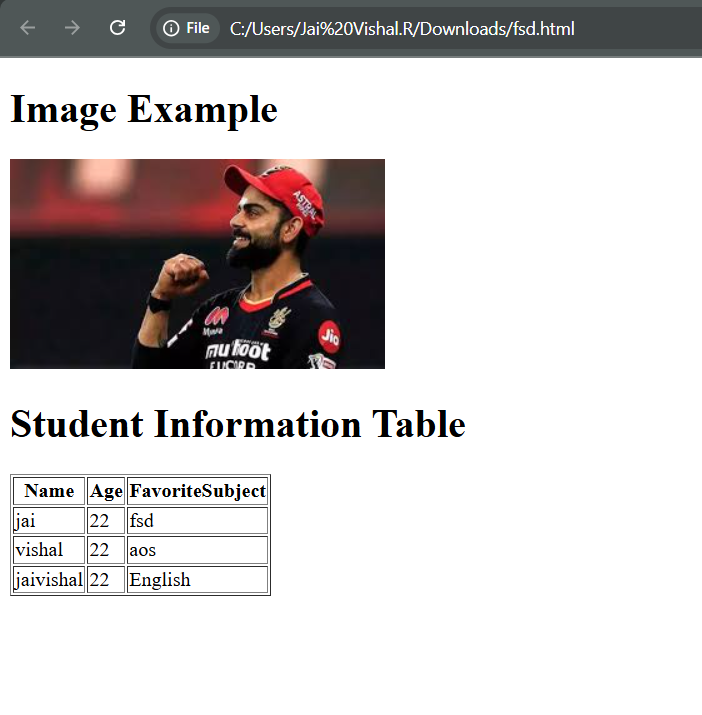 File C:/Users/Jai%20Vishal.R/Downloads/fsd.html
Image Example
ASTRAL
Myntra
Jio
muthoot
FINCORP
Student Information Table
Name Age FavoriteSubject
jai 22 fsd
vishal 22 aos
jaivishal 22 English